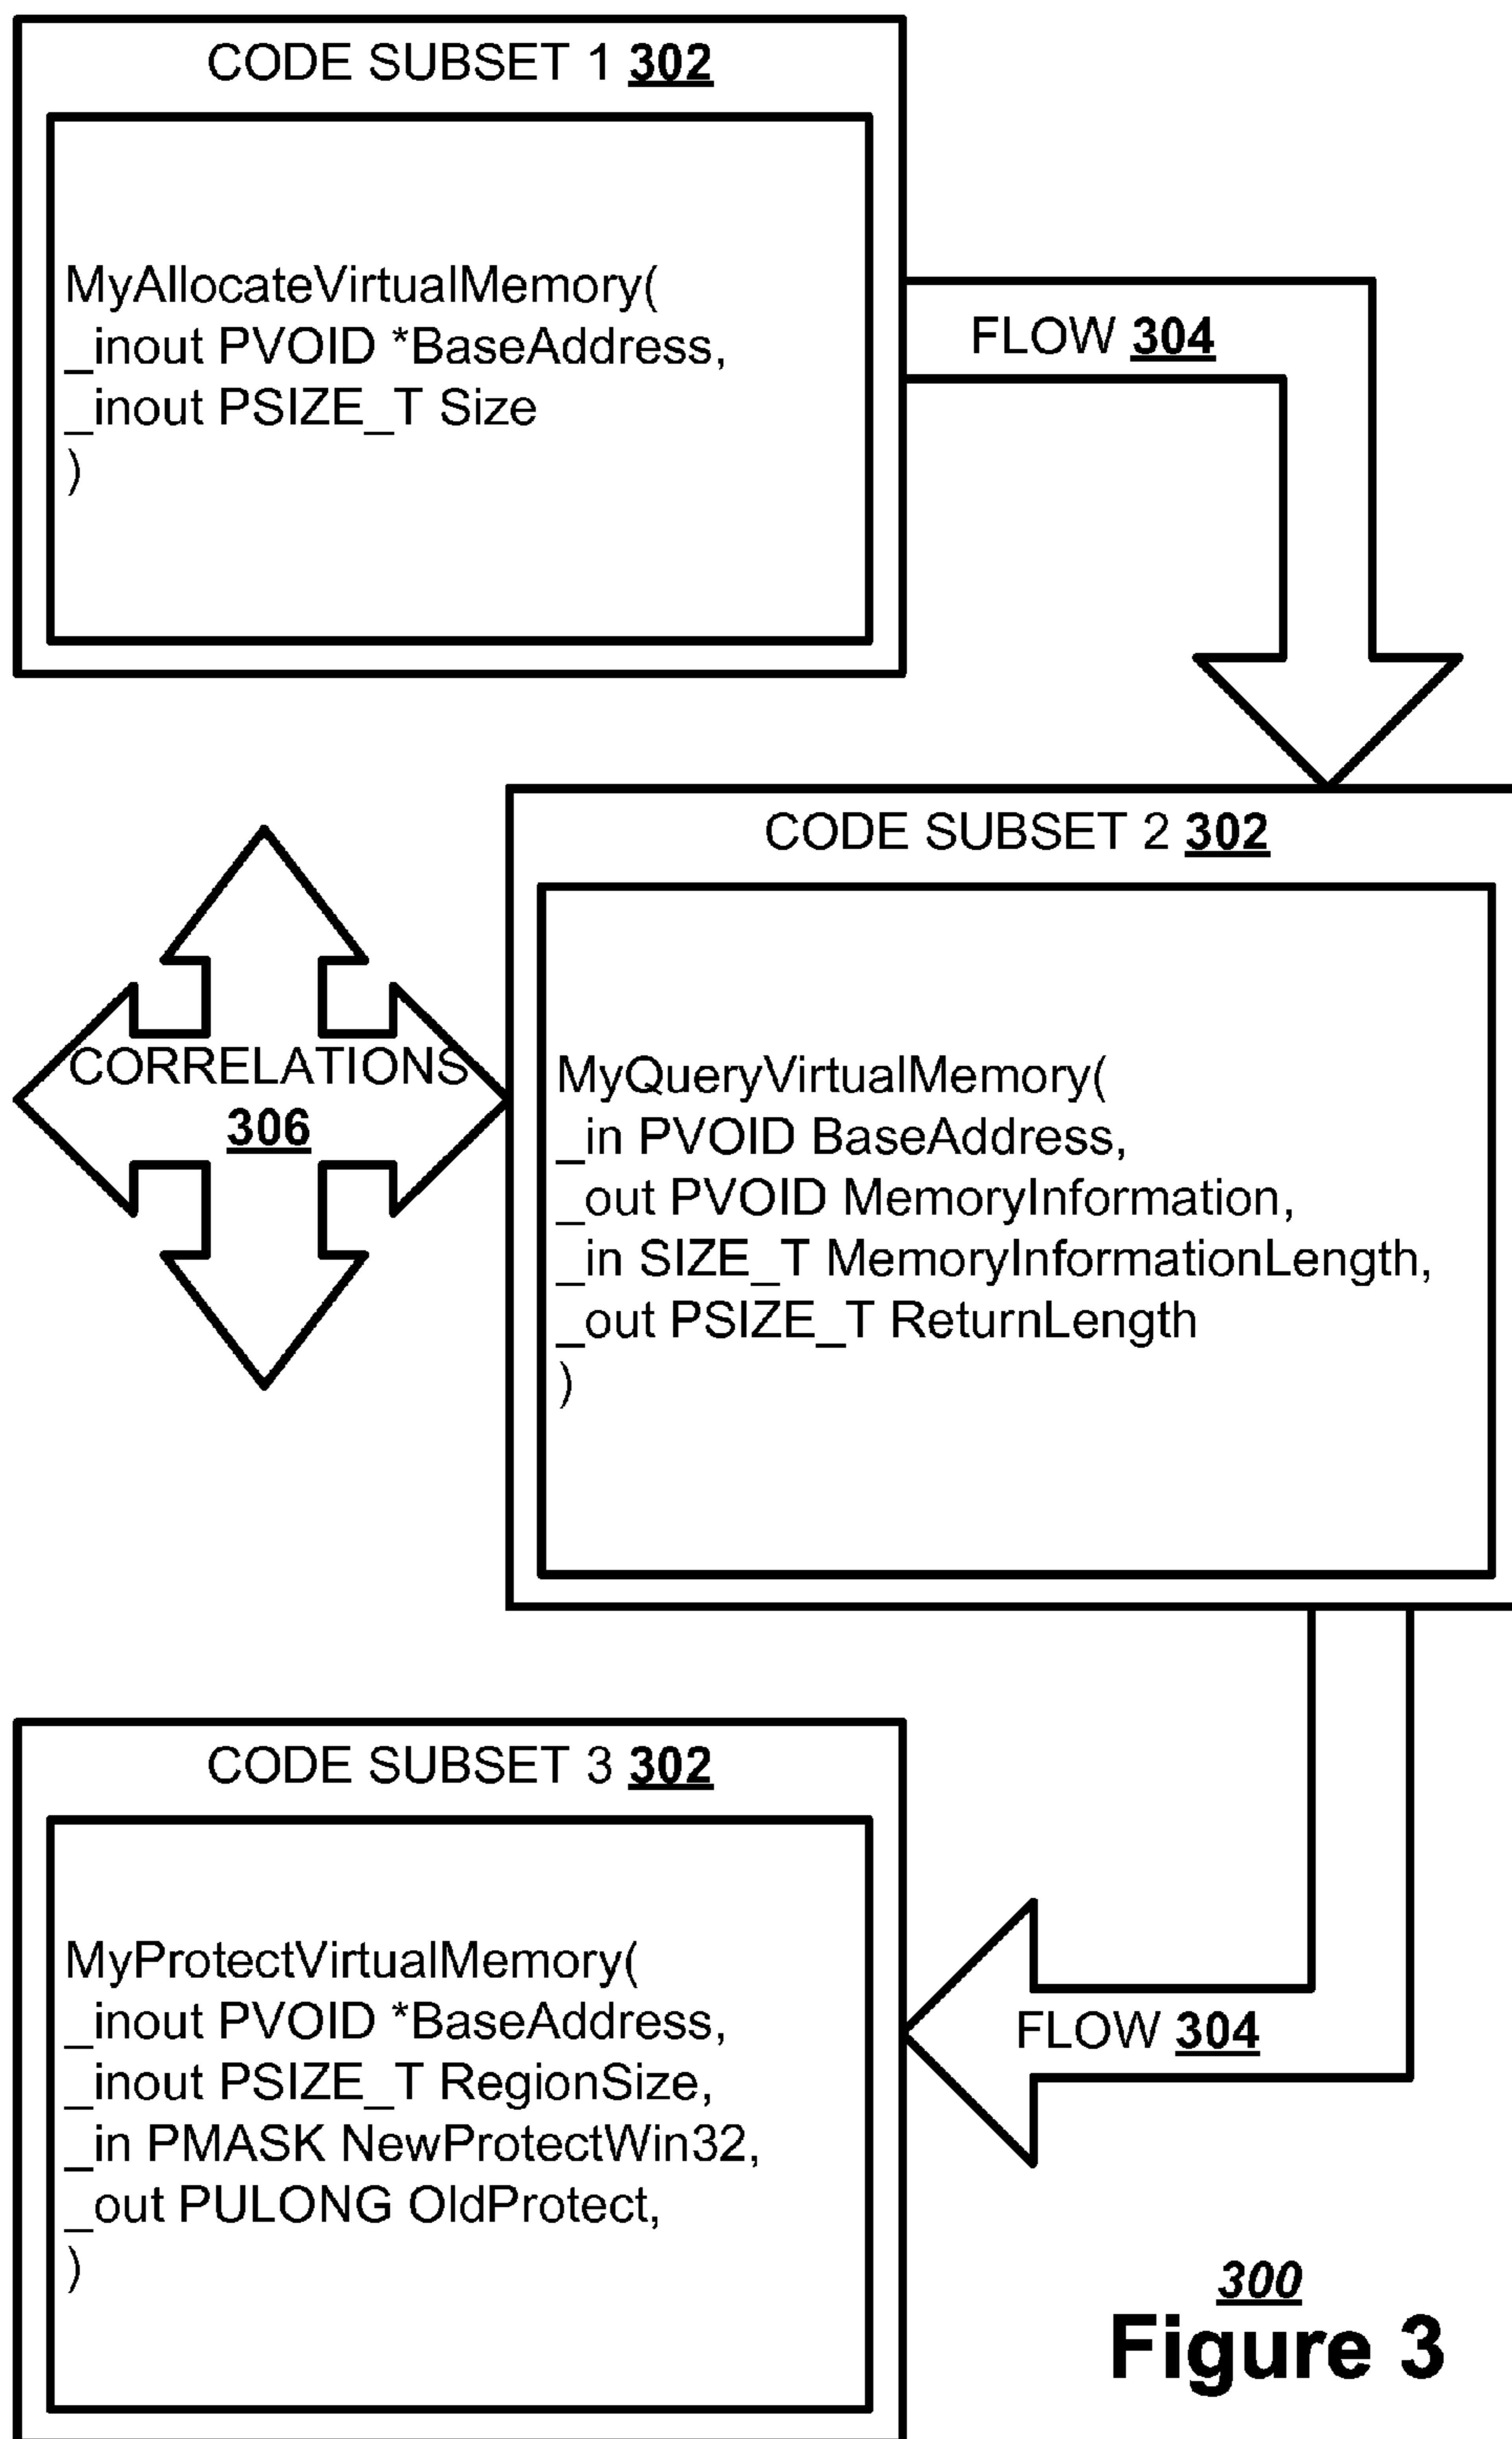 CODE SUBSET 1 302
MyAllocateVirtualMemory(
_inout PVOID *BaseAddress,
_inout PSIZE_T Size
)
FLOW 304
CODE SUBSET 2 302
MyQueryVirtualMemory(
_in PVOID BaseAddress,
_out PVOID MemoryInformation,
_in SIZE_T MemoryInformationLength,
_out PSIZE_T ReturnLength
)
CORRELATIONS
306
CODE SUBSET 3 302
MyProtectVirtualMemory(
_inout PVOID *BaseAddress,
_inout PSIZE_T RegionSize,
_in PMASK NewProtectWin32,
_out PULONG OldProtect,
)
FLOW 304
300
Figure 3